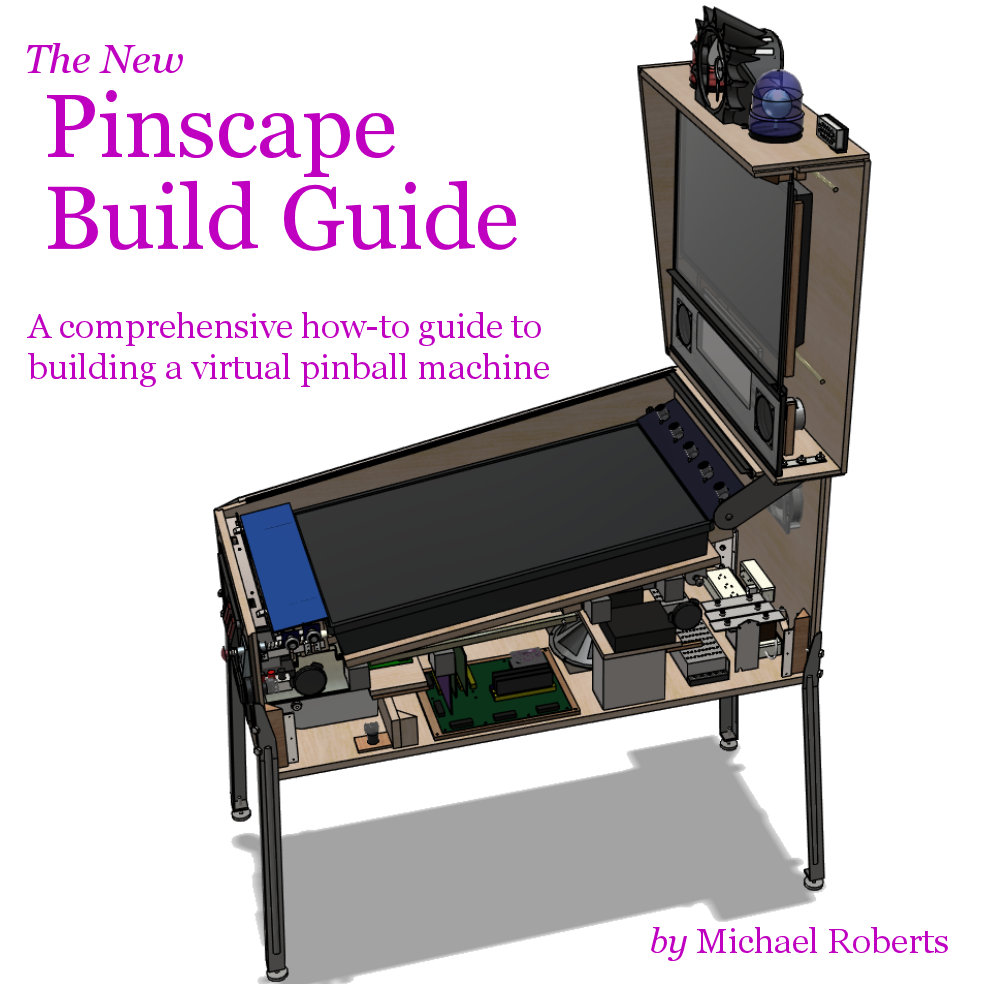 The New
Pinscape
Build Guide
A comprehensive how-to guide to
building a virtual pinball machine
by Michael Roberts